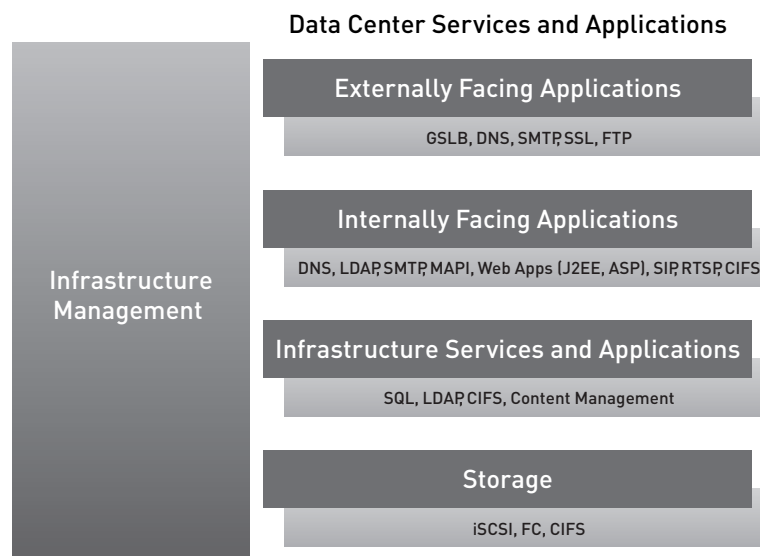 Data Center Services and Applications
Infrastructure
Management
Externally Facing Applications
GSLB, DNS, SMTP, SSL, FTP
Internally Facing Applications
DNS, LDAP, SMTP, MAPI, Web Apps (J2EE, ASP), SIP, RTSP, CIFS
Infrastructure Services and Applications
SQL, LDAP, CIFS, Content Management
Storage
iSCSI, FC, CIFS